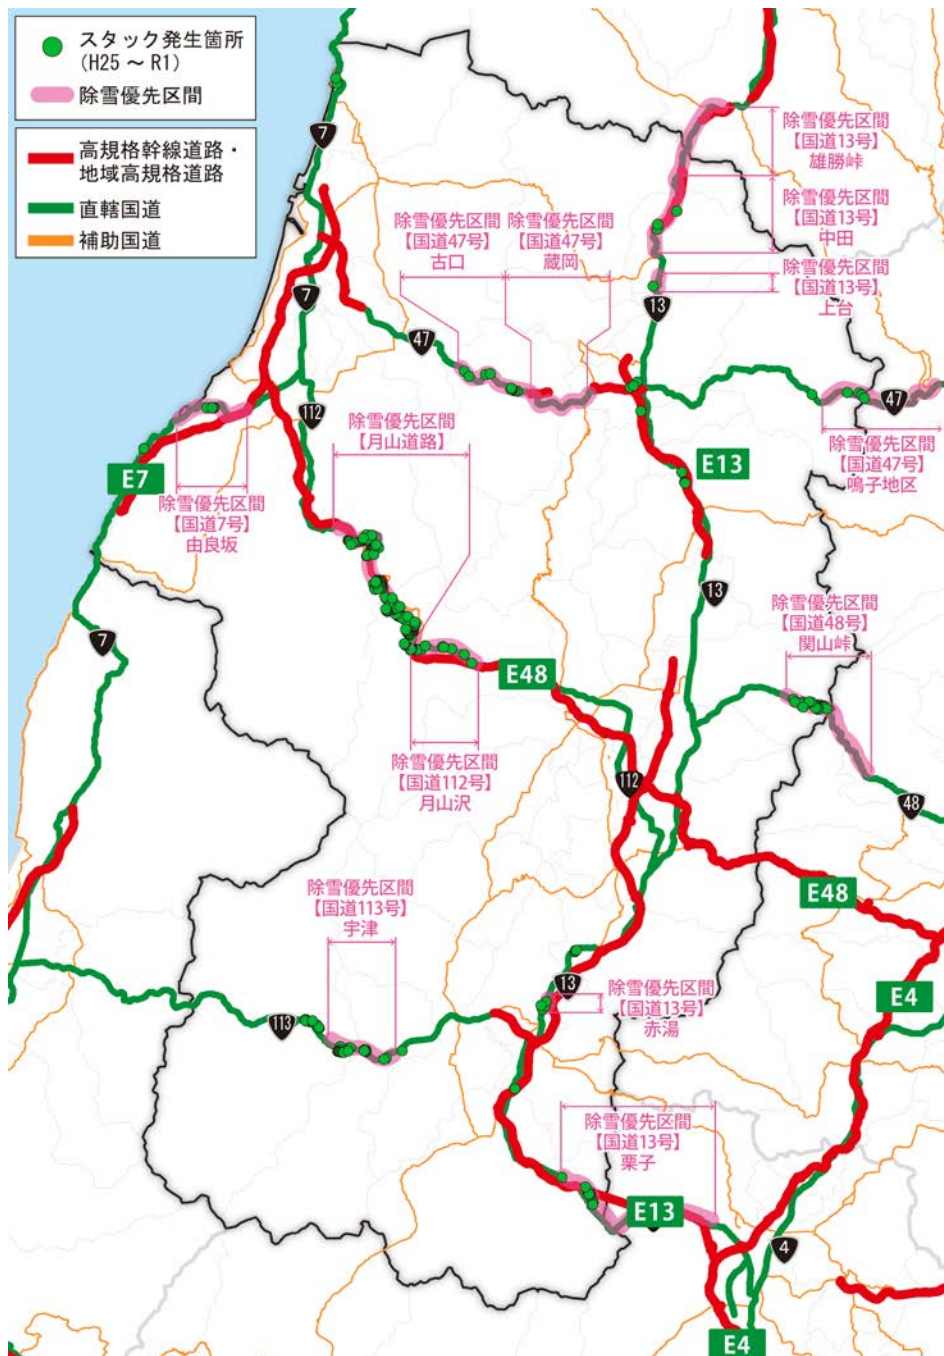 スタック発生箇所
(H25 ～ R1)
除雪優先区間
高規格幹線道路・
地域高規格道路
直轄国道
補助国道
7
除雪優先区間
【国道13号】
雄勝峠
除雪優先区間
【国道13号】
中田
除雪優先区間
【国道13号】
上台
除雪優先区間
【国道47号】
古口
除雪優先区間
【国道47号】
蔵岡
7
13
47
47
112
除雪優先区間
【月山道路】
E13
除雪優先区間
【国道47号】
鳴子地区
E7
除雪優先区間
【国道7号】
由良坂
13
7
除雪優先区間
【国道48号】
関山峠
E48
除雪優先区間
【国道112号】
月山沢
112
48
E48
除雪優先区間
【国道113号】
宇津
13
除雪優先区間
【国道13号】
赤湯
E4
113
除雪優先区間
【国道13号】
栗子
E13
4
E4